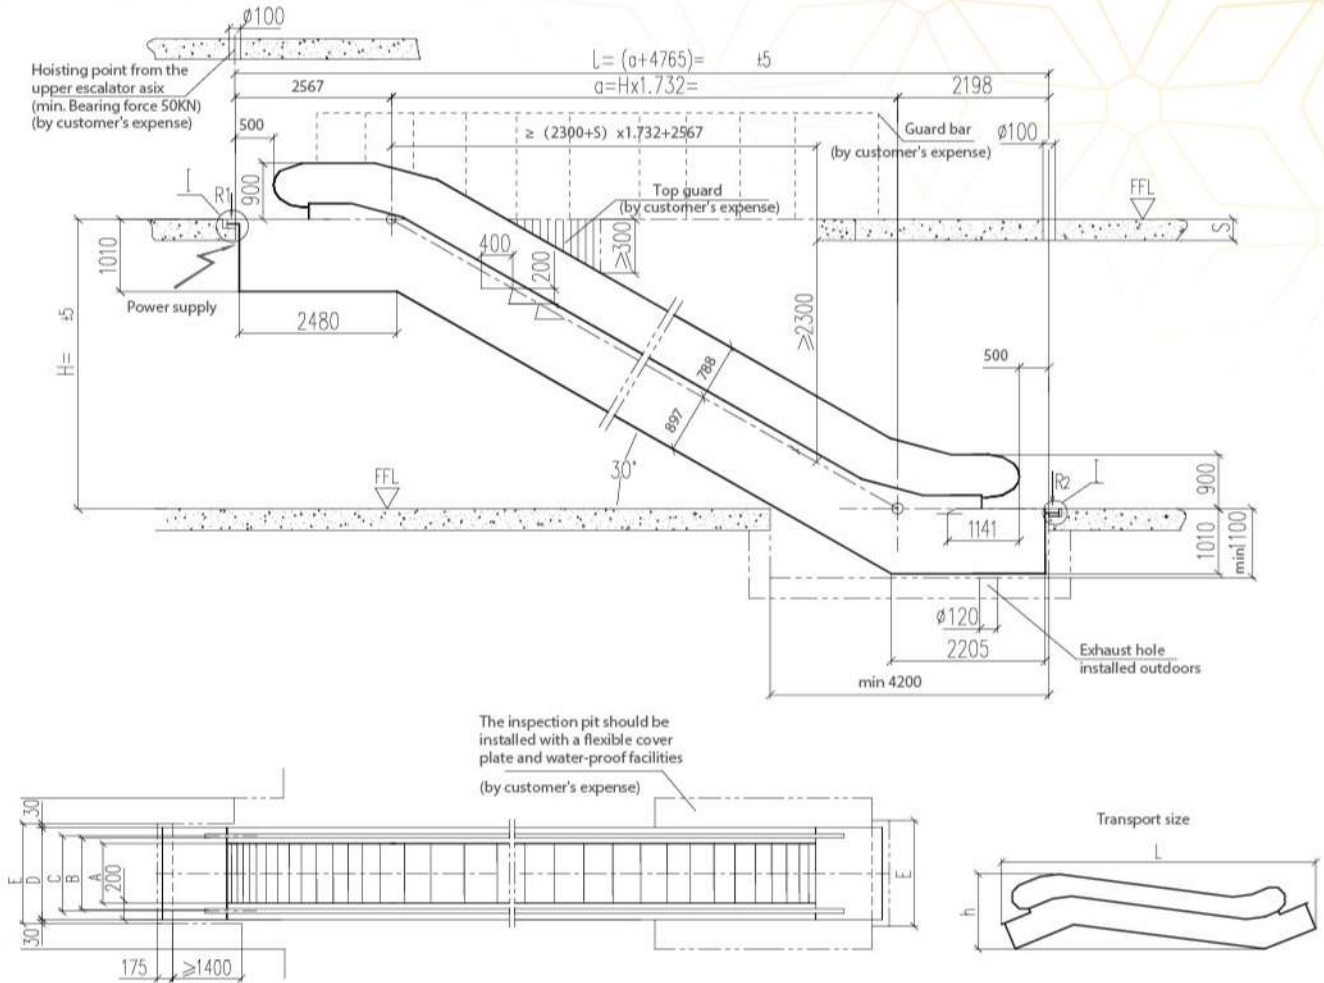 ø100
Hoisting point from the
upper escalator asix
(min. Bearing force 50KN)
(by customer's expense)
L= (a+4765)= ±5
2567
a=Hx1.732=
2198
500
≥ (2300+S) x1.732+2567
Guard bar
(by customer's expense)
ø100
I
R1
900
Top guard
(by customer's expense)
FFL
S
1010
400
200
≥300
Power supply
2480
H= ±5
≥2300
788
897
500
30°
FFL
R2
I
900
1141
1010
min1100
ø120
2205
Exhaust hole
installed outdoors
min 4200
The inspection pit should be
installed with a flexible cover
plate and water-proof facilities
(by customer's expense)
30
E
D
C
B
A
200
30
175
≥1400
E
Transport size
L
h